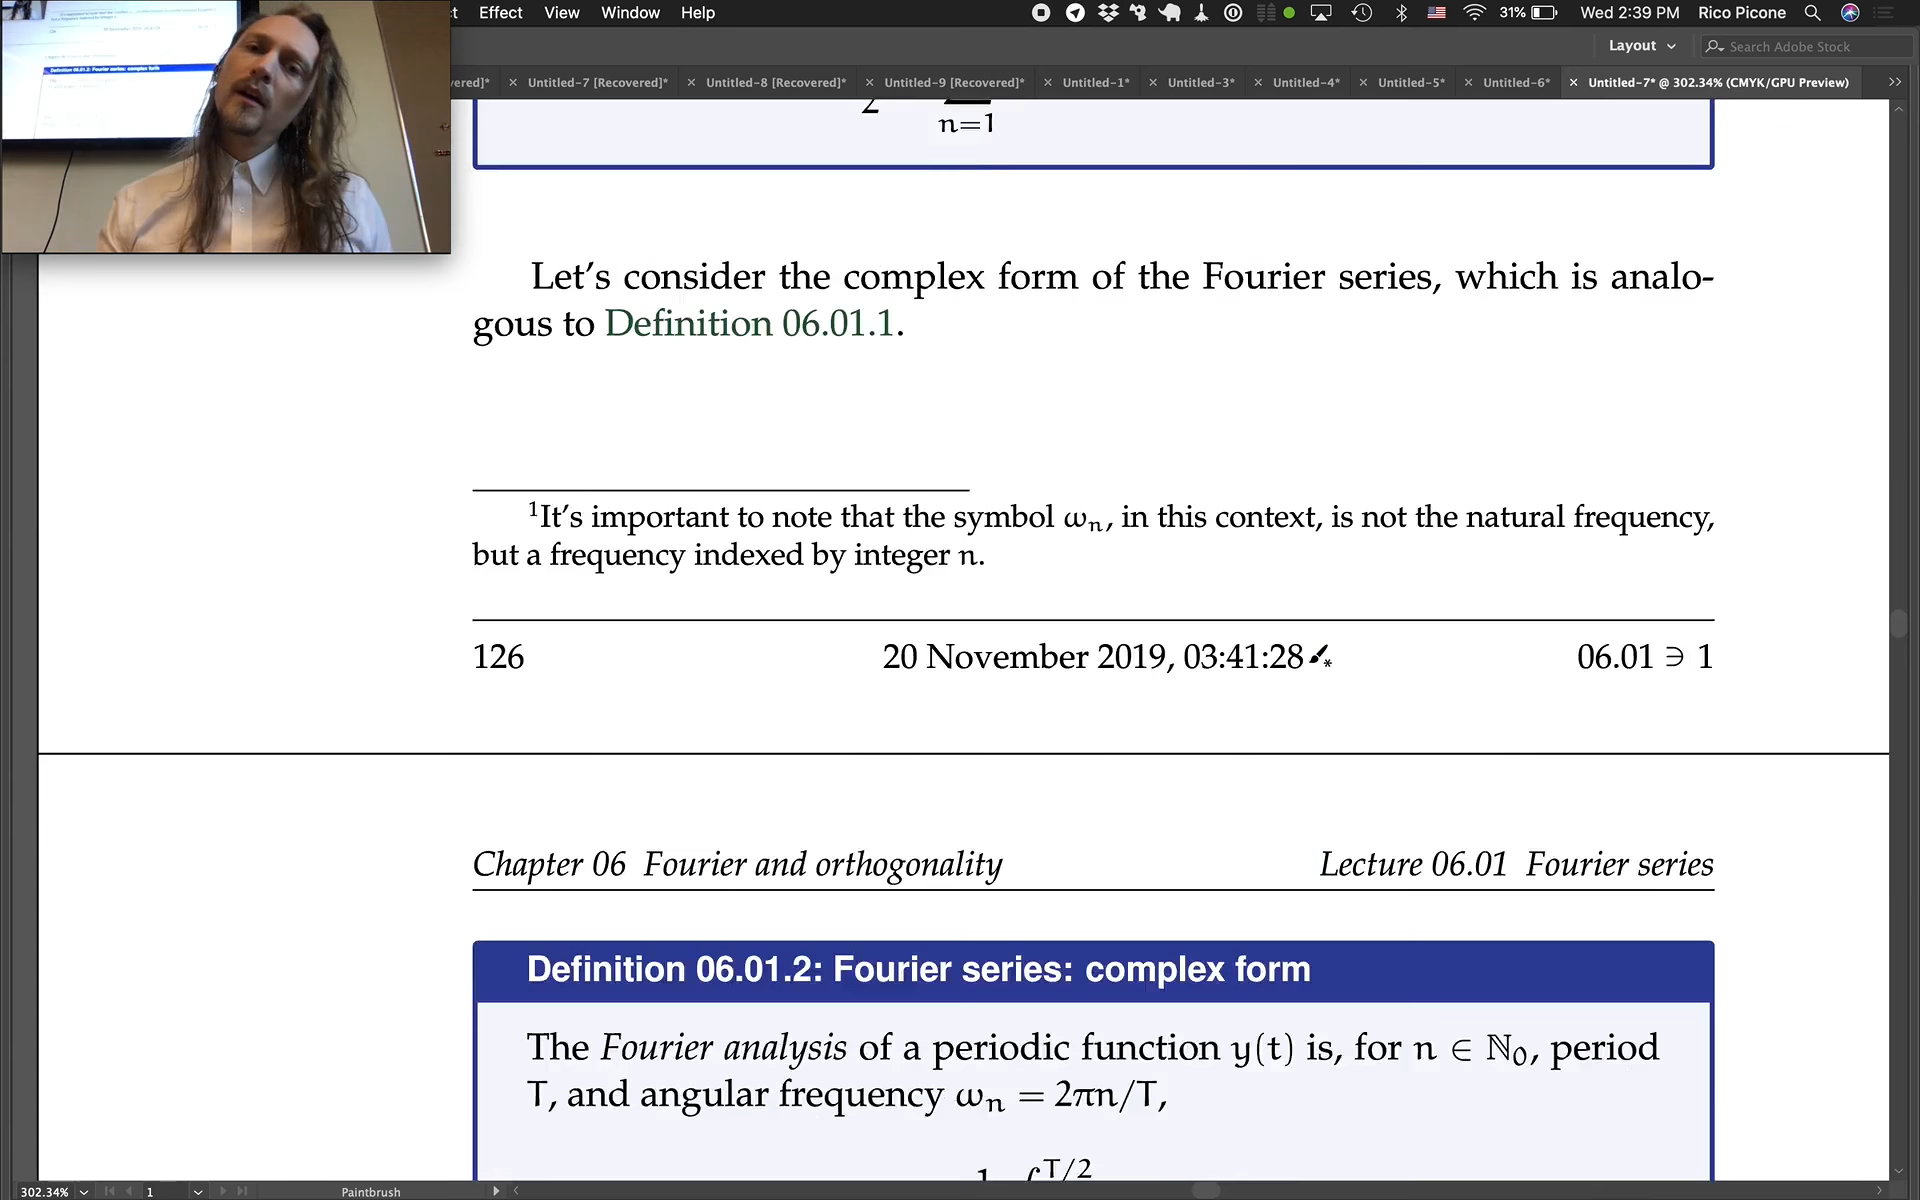 Effect View Window Help 31% Wed 2:39 PM Rico Picone
Layout Search Adobe Stock
vered]* × Untitled-7 [Recovered]* × Untitled-8 [Recovered]* × Untitled-9 [Recovered]* × Untitled-1* × Untitled-3* × Untitled-4* × Untitled-5* × Untitled-6* × Untitled-7* @ 302.34% (CMYK/GPU Preview)
2
n=1
Let's consider the complex form of the Fourier series, which is analo-
gous to Definition 06.01.1.
¹It's important to note that the symbol ωₙ, in this context, is not the natural frequency,
but a frequency indexed by integer n.
126 20 November 2019, 03:41:28 06.01 ∋ 1
Chapter 06 Fourier and orthogonality Lecture 06.01 Fourier series
Definition 06.01.2: Fourier series: complex form
The Fourier analysis of a periodic function y(t) is, for n ∈ ℕ₀, period
T, and angular frequency ωₙ = 2πn/T,
1 ∫ T/2
302.34% 1 Paintbrush